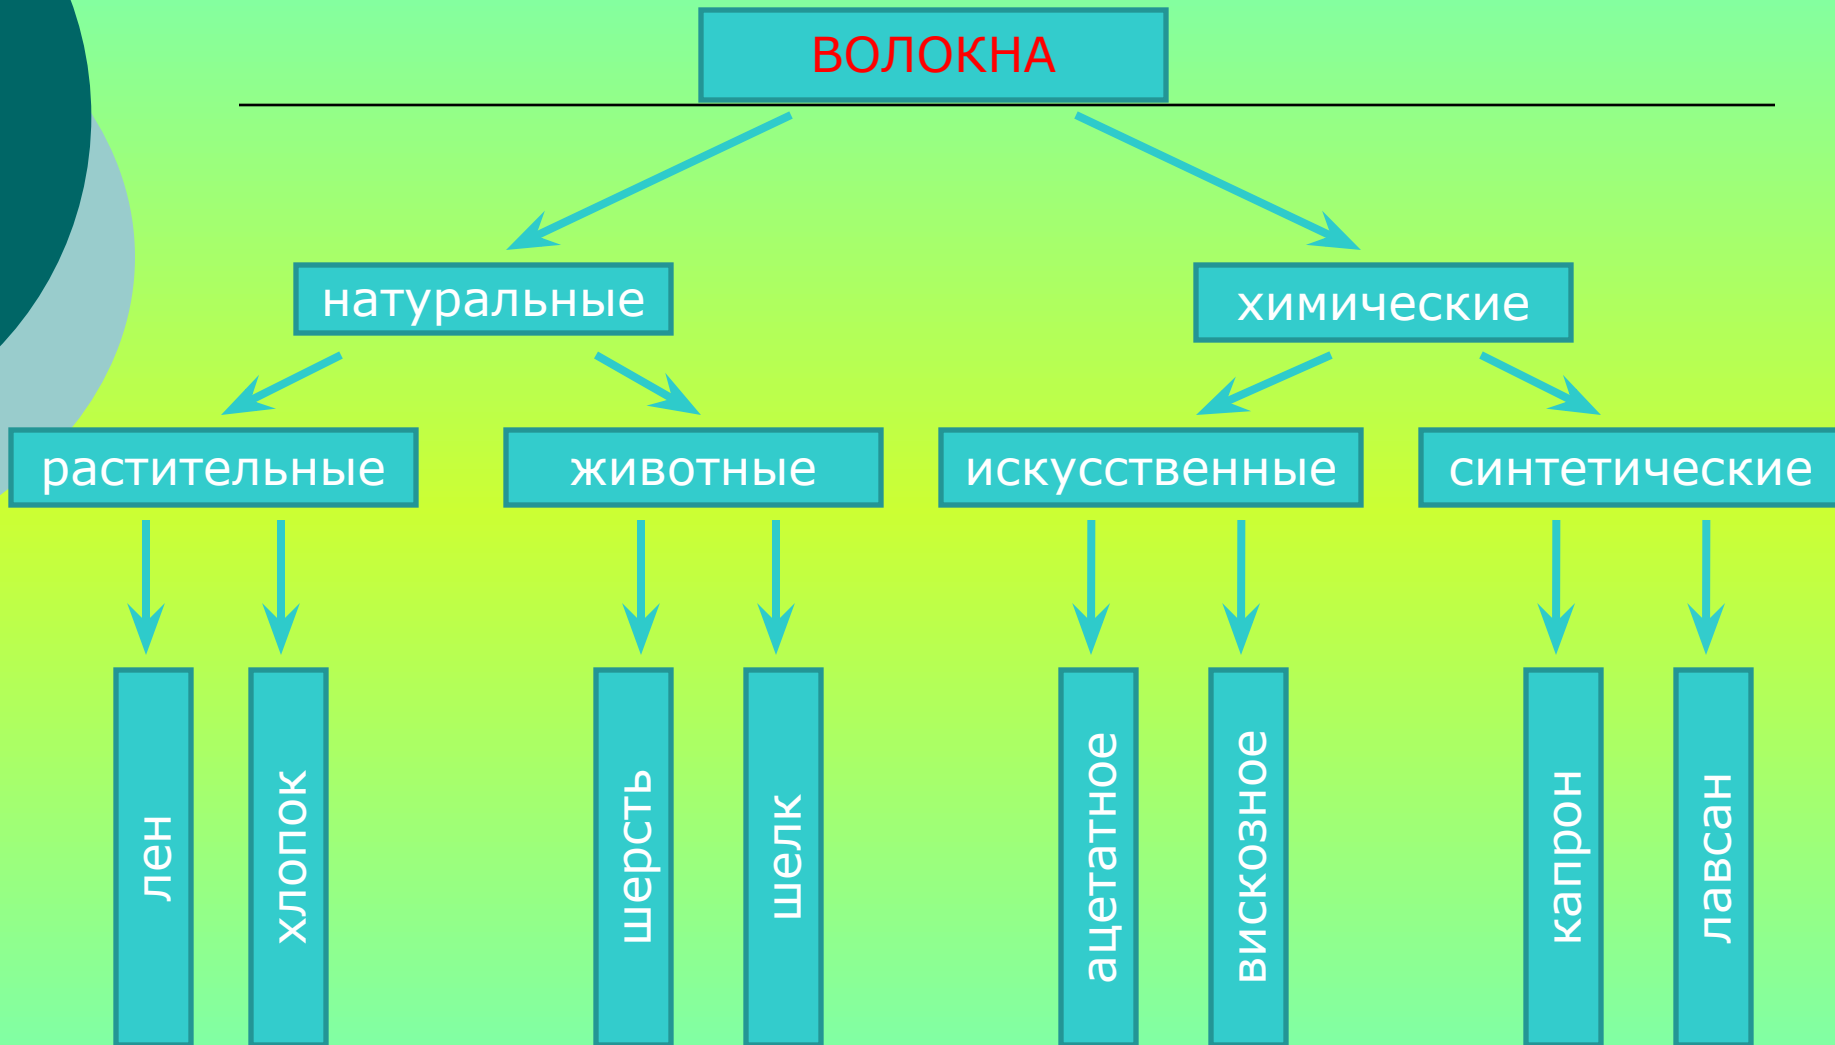 ВОЛОКНА
натуральные
химические
растительные
животные
искусственные
синтетические
лен
хлопок
шерсть
шелк
ацетатное
вискозное
капрон
лавсан